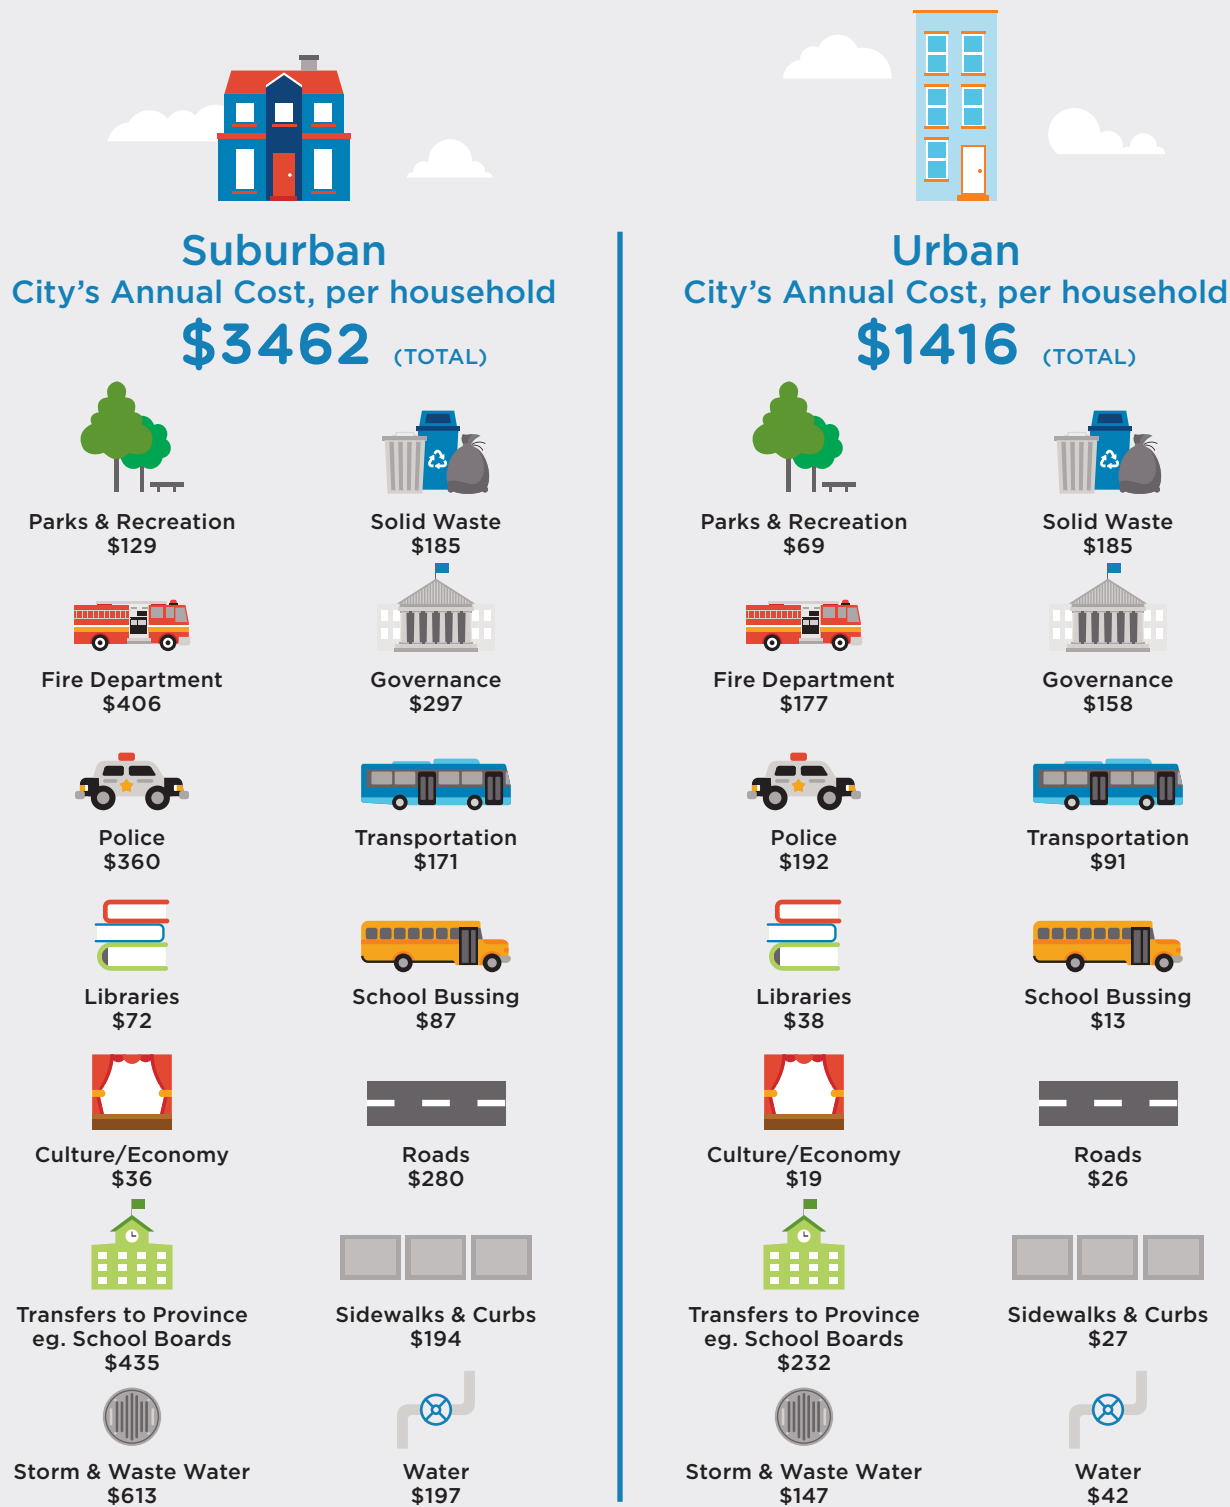 Suburban
City's Annual Cost, per household
$3462 (TOTAL)
Parks & Recreation
$129
Solid Waste
$185
Fire Department
$406
Governance
$297
Police
$360
Transportation
$171
Libraries
$72
School Bussing
$87
Culture/Economy
$36
Roads
$280
Transfers to Province
eg. School Boards
$435
Sidewalks & Curbs
$194
Storm & Waste Water
$613
Water
$197
Urban
City's Annual Cost, per household
$1416 (TOTAL)
Parks & Recreation
$69
Solid Waste
$185
Fire Department
$177
Governance
$158
Police
$192
Transportation
$91
Libraries
$38
School Bussing
$13
Culture/Economy
$19
Roads
$26
Transfers to Province
eg. School Boards
$232
Sidewalks & Curbs
$27
Storm & Waste Water
$147
Water
$42